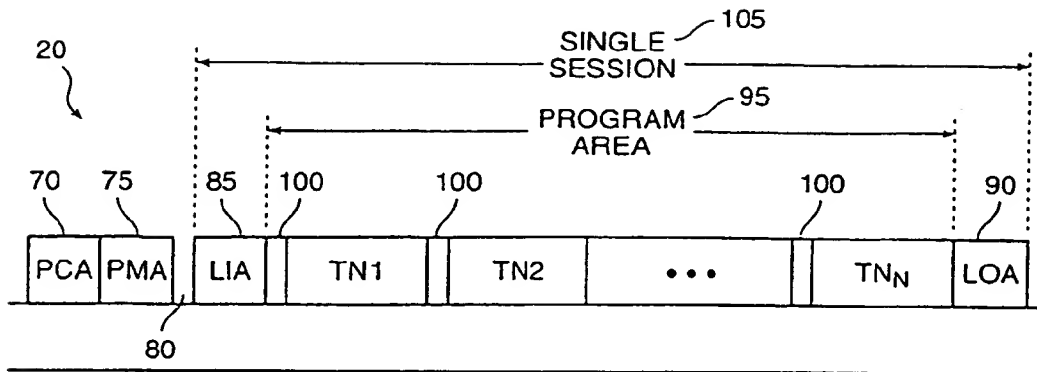 SINGLE SESSION 105
20
PROGRAM AREA 95
70 75 85 100 100 100 90
PCA PMA LIA TN1 TN2 ••• TNN LOA
80